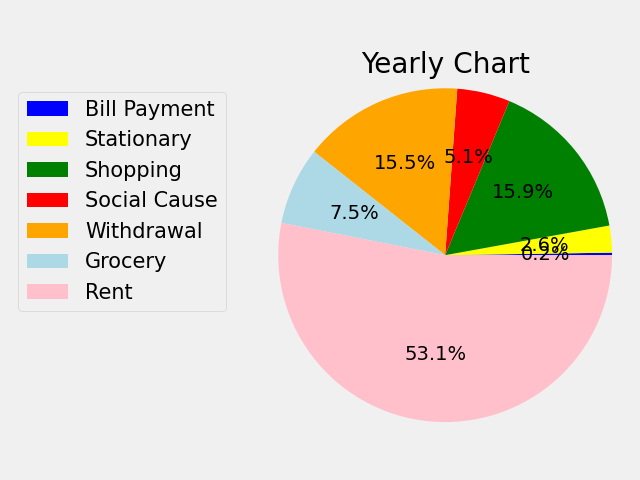 Yearly Chart
Bill Payment
Stationary
Shopping
Social Cause
Withdrawal
Grocery
Rent
15.5%
5.1%
15.9%
7.5%
2.6%
0.2%
53.1%